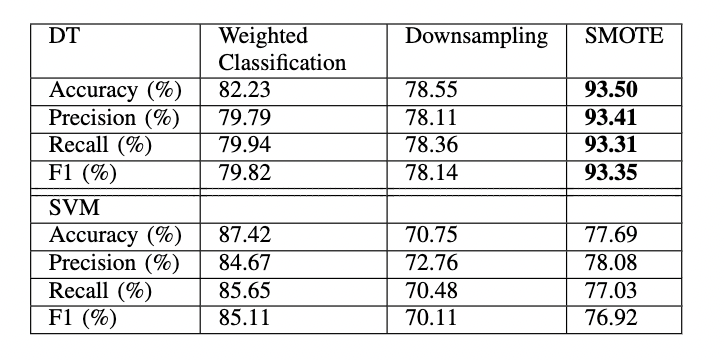 DT Weighted Classification Downsampling SMOTE
Accuracy (%) 82.23 78.55 93.50
Precision (%) 79.79 78.11 93.41
Recall (%) 79.94 78.36 93.31
F1 (%) 79.82 78.14 93.35
SVM
Accuracy (%) 87.42 70.75 77.69
Precision (%) 84.67 72.76 78.08
Recall (%) 85.65 70.48 77.03
F1 (%) 85.11 70.11 76.92